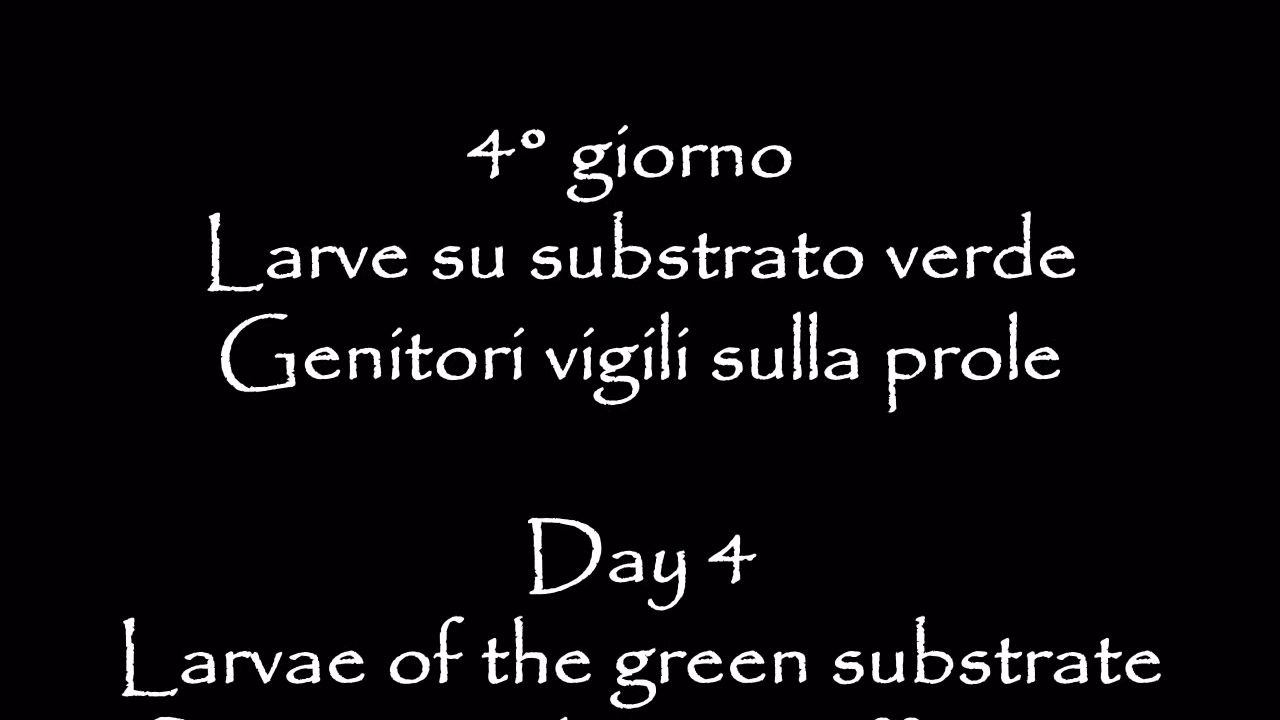 4° giorno
Larve su substrato verde
Genitori vigili sulla prole
Day 4
Larvae of the green substrate